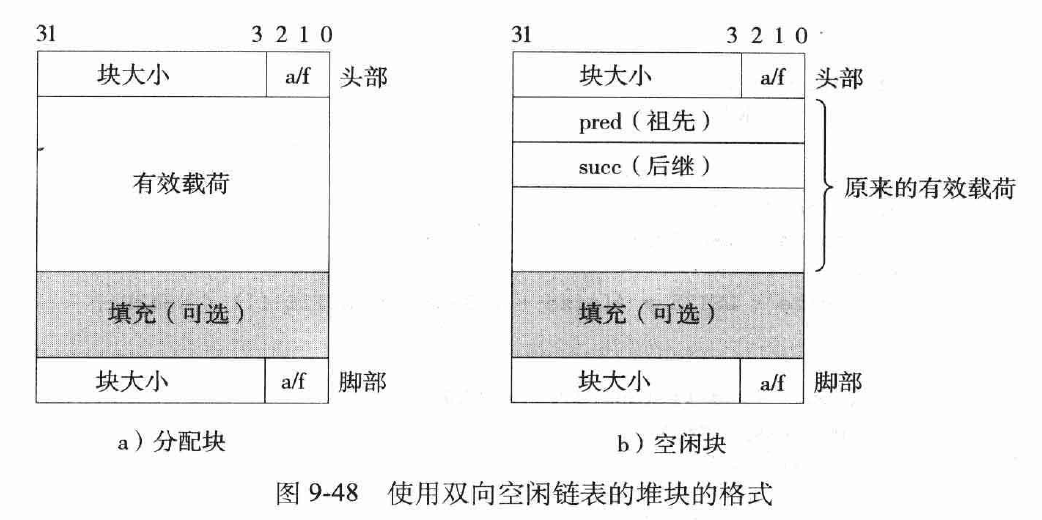 31 3 2 1 0
块大小 a/f 头部
有效载荷
填充（可选）
块大小 a/f 脚部
a）分配块
31 3 2 1 0
块大小 a/f 头部
pred（祖先）
succ（后继）
原来的有效载荷
填充（可选）
块大小 a/f 脚部
b）空闲块
图 9-48 使用双向空闲链表的堆块的格式